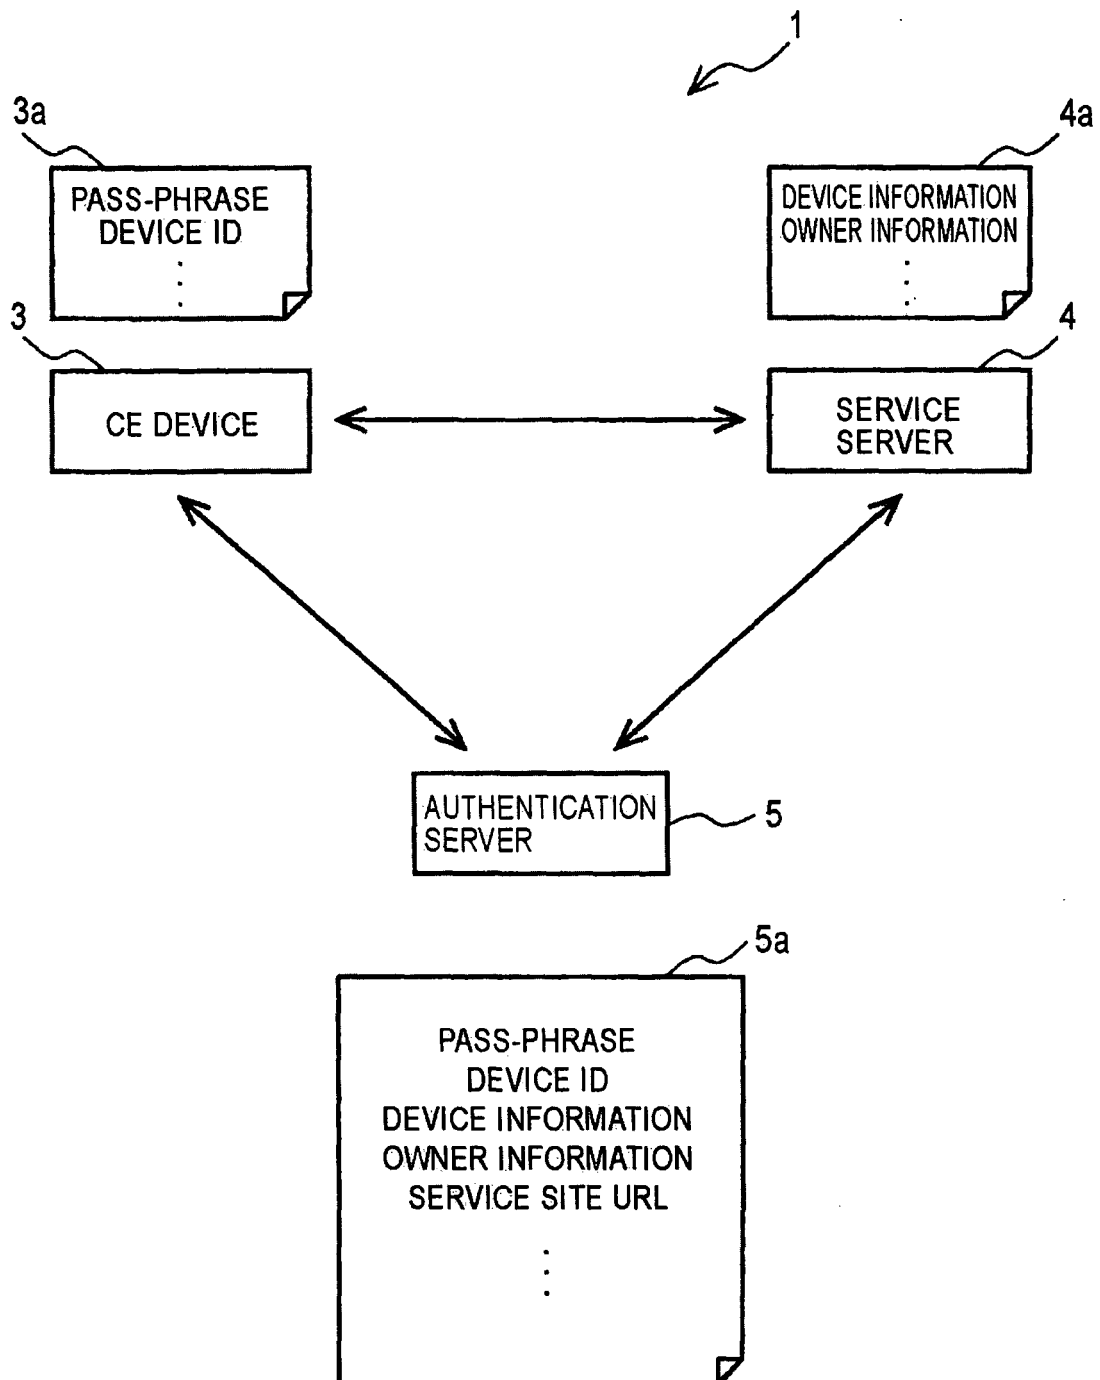 1
3a
4a
PASS-PHRASE
DEVICE ID
DEVICE INFORMATION
OWNER INFORMATION
3
4
CE DEVICE
SERVICE
SERVER
AUTHENTICATION
SERVER
5
5a
PASS-PHRASE
DEVICE ID
DEVICE INFORMATION
OWNER INFORMATION
SERVICE SITE URL